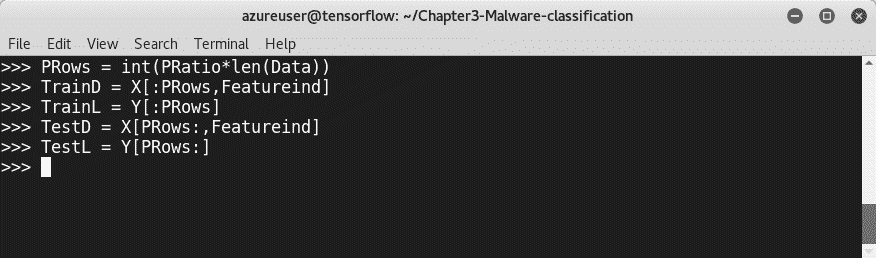 azureuser@tensorflow: ~/Chapter3-Malware-classification
File Edit View Search Terminal Help
>>> PRows = int(PRatio*len(Data))
>>> TrainD = X[:PRows,Featureind]
>>> TrainL = Y[:PRows]
>>> TestD = X[PRows:,Featureind]
>>> TestL = Y[PRows:]
>>>